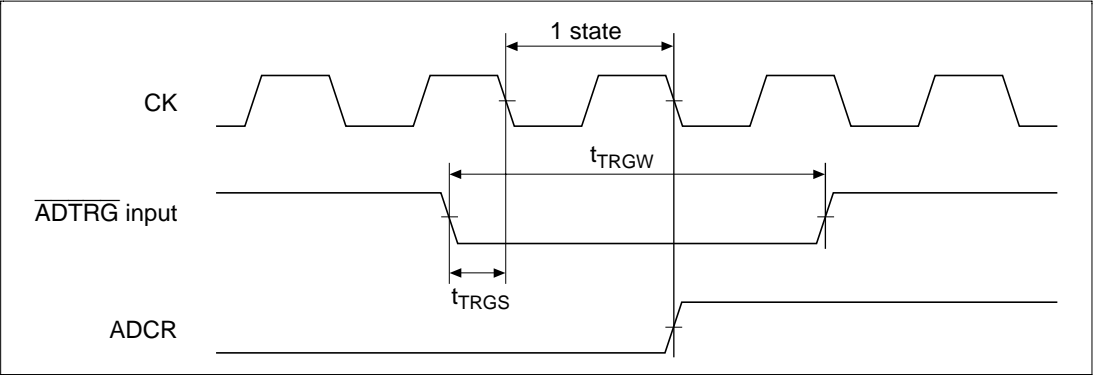 1 state
CK
tTRGW
ADTRG input
tTRGS
ADCR